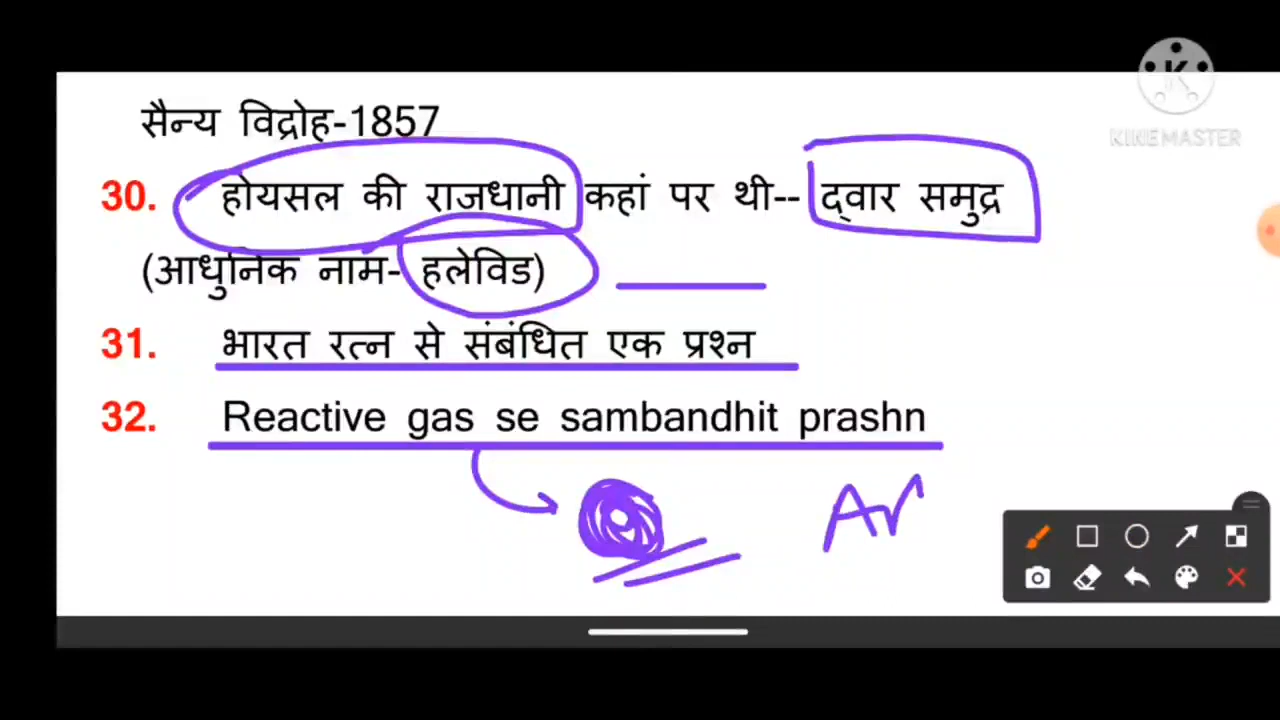 सैन्य विद्रोह-1857
30. होयसल की राजधानी कहां पर थी-- द्वार समुद्र
(आधुनिक नाम- हलेविड)
31. भारत रत्न से संबंधित एक प्रश्न
32. Reactive gas se sambandhit prashn
Ar
K
KINEMASTER